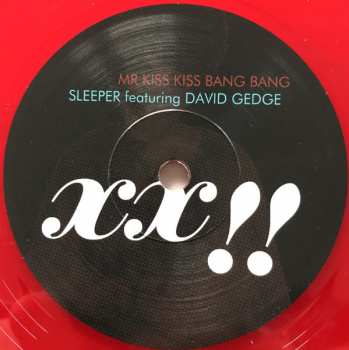 MR KISS KISS BANG BANG
SLEEPER featuring DAVID GEDGE
xx!!